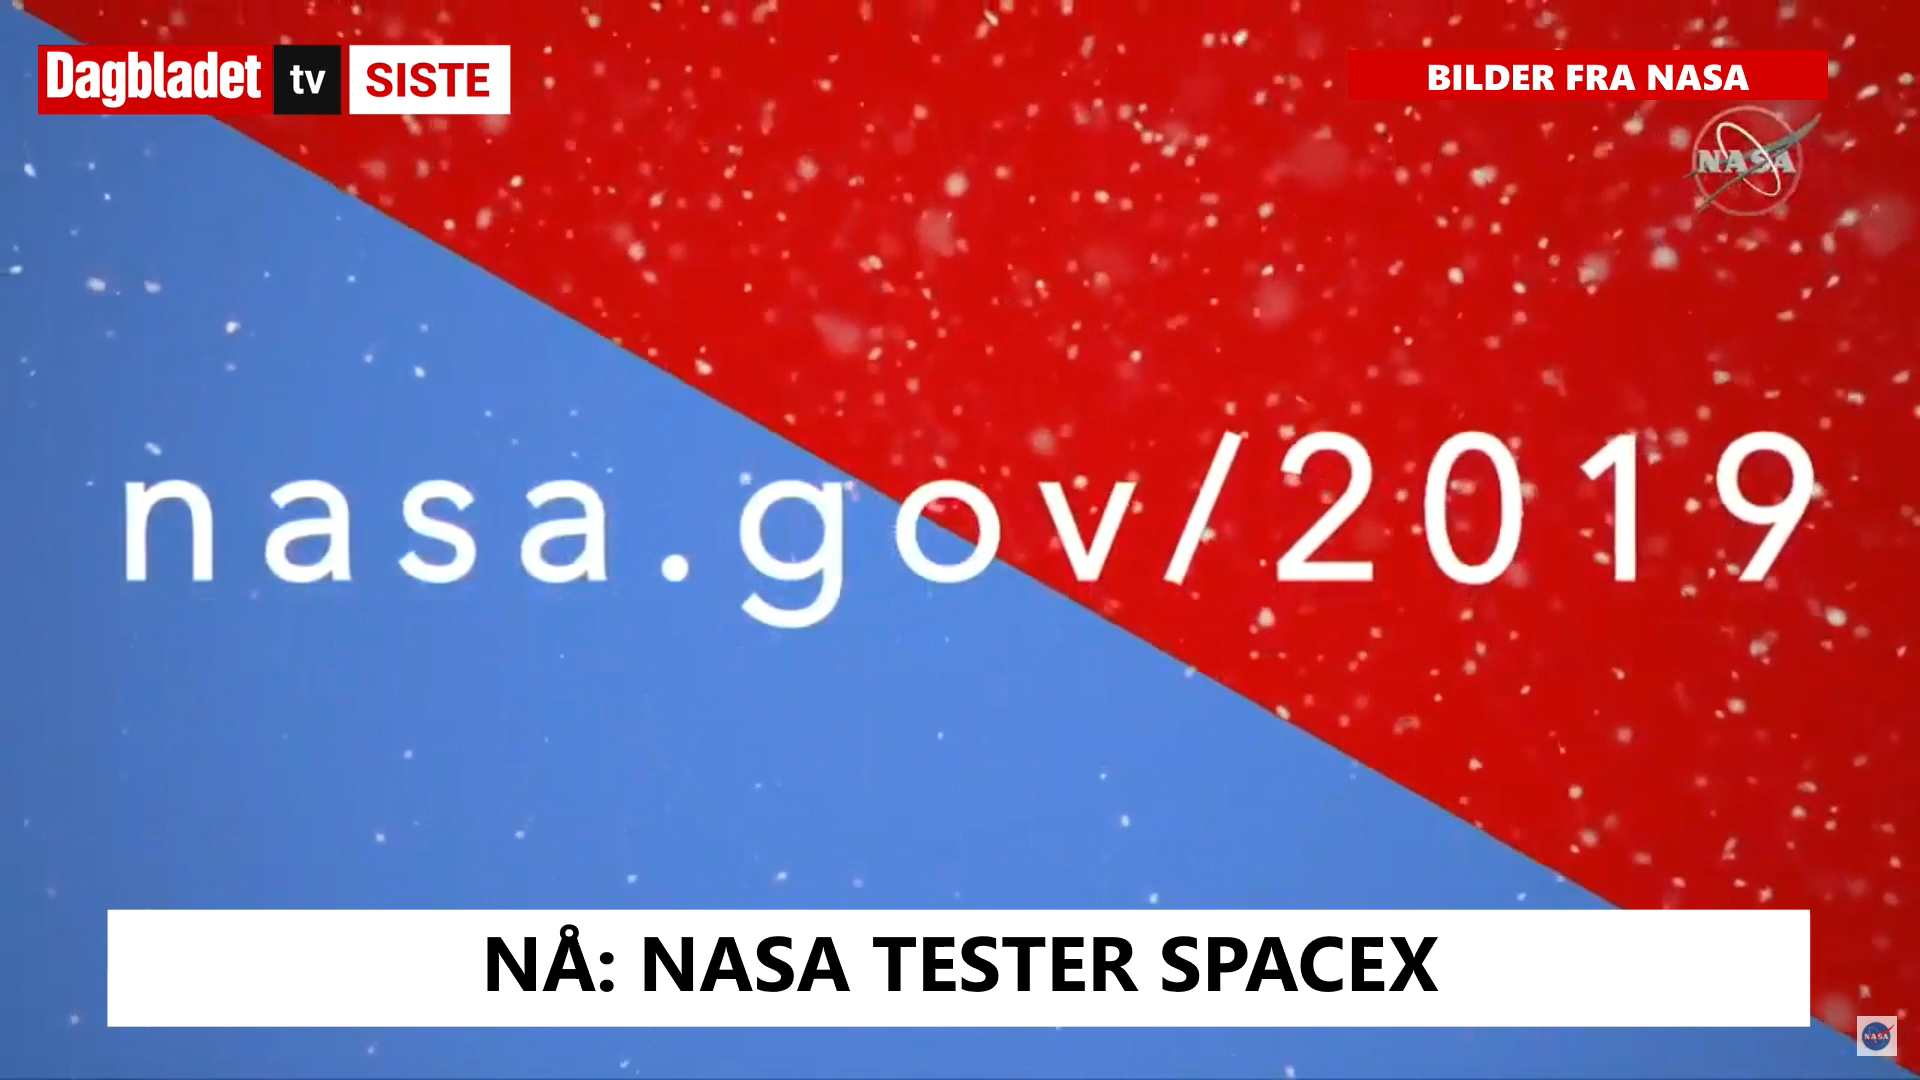 Dagbladet tv SISTE
BILDER FRA NASA
NASA
nasa.gov/2019
NÅ: NASA TESTER SPACEX
NASA